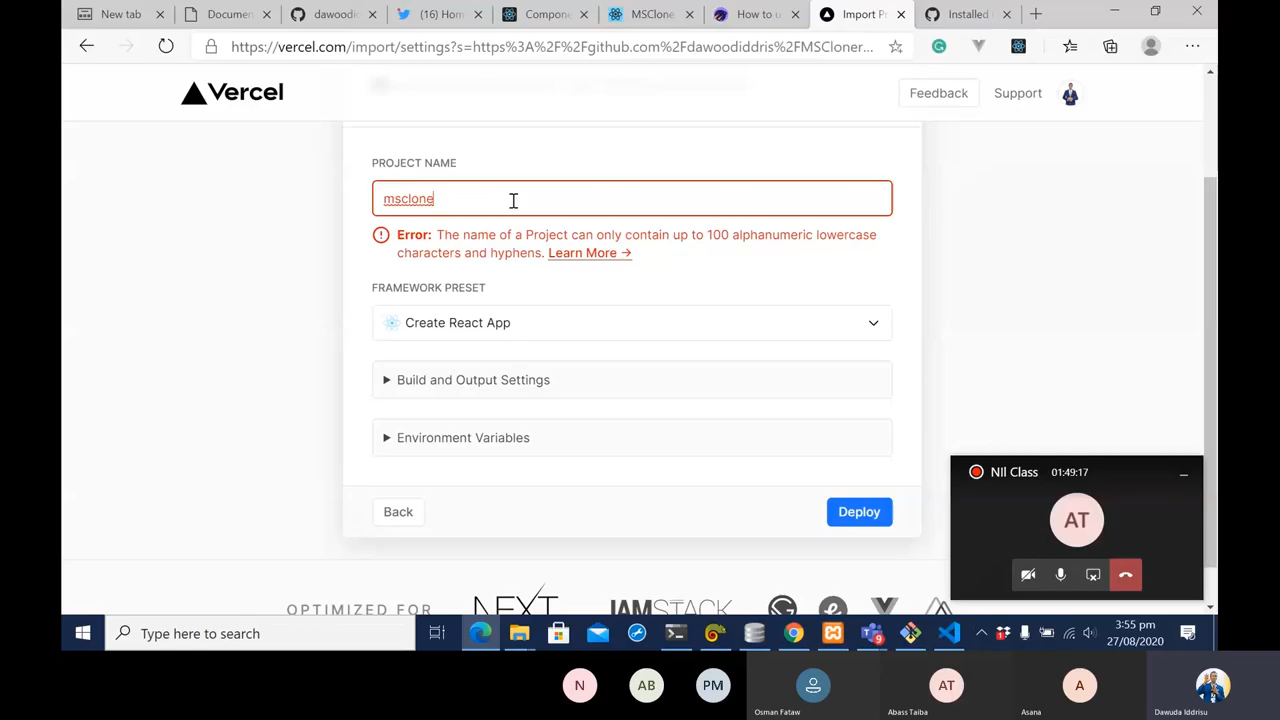 New tab
Documen
dawoodi
(16) Hom
Compone
MSClone
How to u
Import Pr
Installed
https://vercel.com/import/settings?s=https%3A%2F%2Fgithub.com%2Fdawoodiddris%2FMSCloner...
Vercel
Feedback
Support
PROJECT NAME
msclone
Error: The name of a Project can only contain up to 100 alphanumeric lowercase
characters and hyphens. Learn More →
FRAMEWORK PRESET
Create React App
Build and Output Settings
Environment Variables
Back
Deploy
NII Class 01:49:17
AT
OPTIMIZED FOR
NEXT
JAMSTACK
Type here to search
3:55 pm
27/08/2020
N
AB
PM
AT
A
Osman Fataw
Abass Taiba
Asana
Dawuda Iddrisu